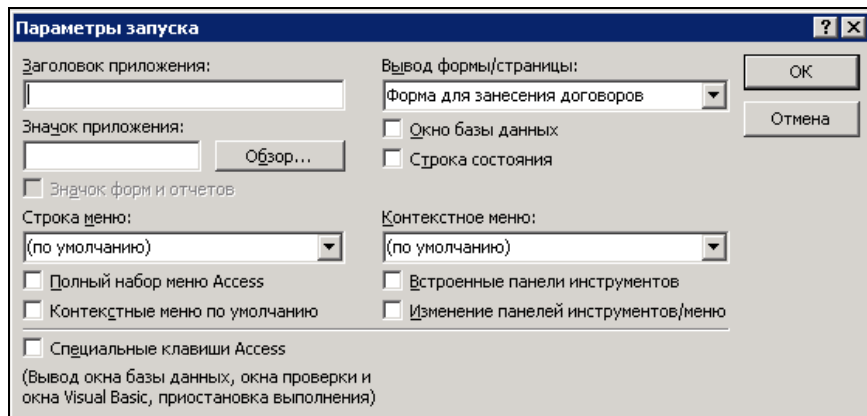 Параметры запуска
Заголовок приложения:
Вывод формы/страницы:
ОК
Форма для занесения договоров
Отмена
Значок приложения:
Окно базы данных
Обзор...
Строка состояния
Значок форм и отчетов
Строка меню:
Контекстное меню:
(по умолчанию)
(по умолчанию)
Полный набор меню Access
Встроенные панели инструментов
Контекстные меню по умолчанию
Изменение панелей инструментов/меню
Специальные клавиши Access
(Вывод окна базы данных, окна проверки и
окна Visual Basic, приостановка выполнения)